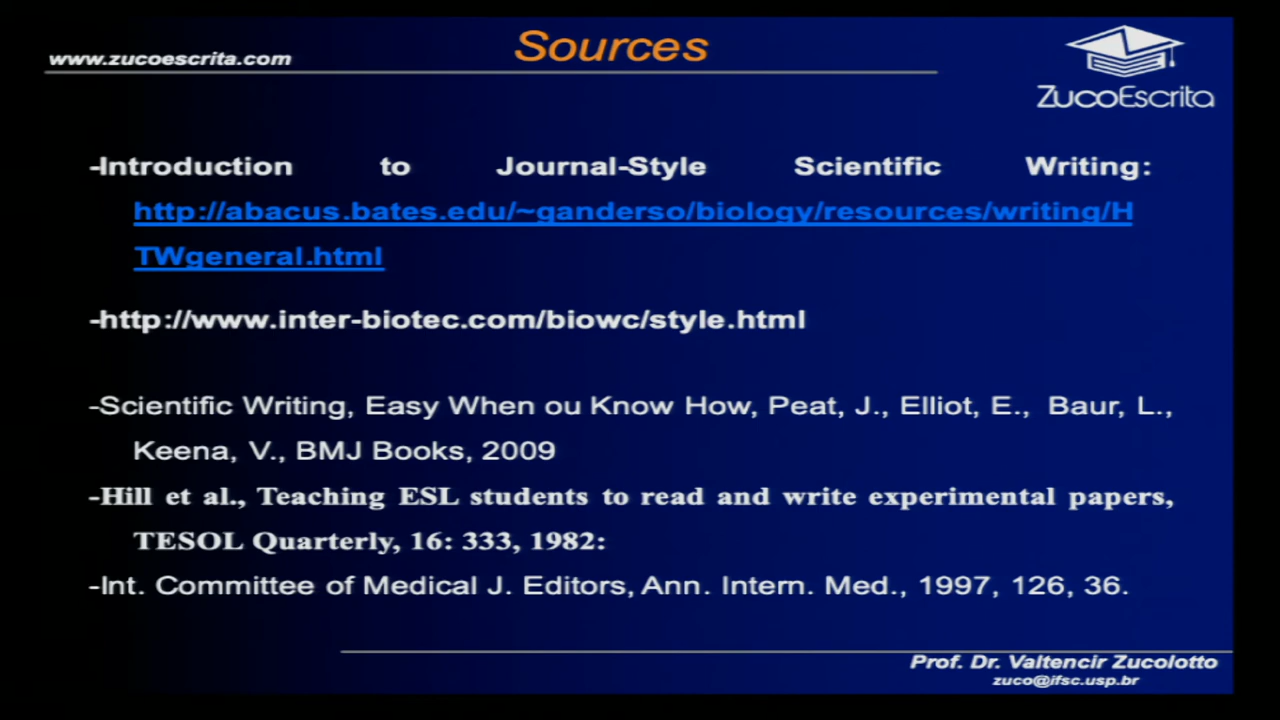 www.zucoescrita.com
Sources
ZucoEscrita
-Introduction to Journal-Style Scientific Writing:
http://abacus.bates.edu/~ganderso/biology/resources/writing/H
TWgeneral.html
-http://www.inter-biotec.com/biowc/style.html
-Scientific Writing, Easy When ou Know How, Peat, J., Elliot, E., Baur, L.,
Keena, V., BMJ Books, 2009
-Hill et al., Teaching ESL students to read and write experimental papers,
TESOL Quarterly, 16: 333, 1982:
-Int. Committee of Medical J. Editors, Ann. Intern. Med., 1997, 126, 36.
Prof. Dr. Valtencir Zucolotto
zuco@ifsc.usp.br